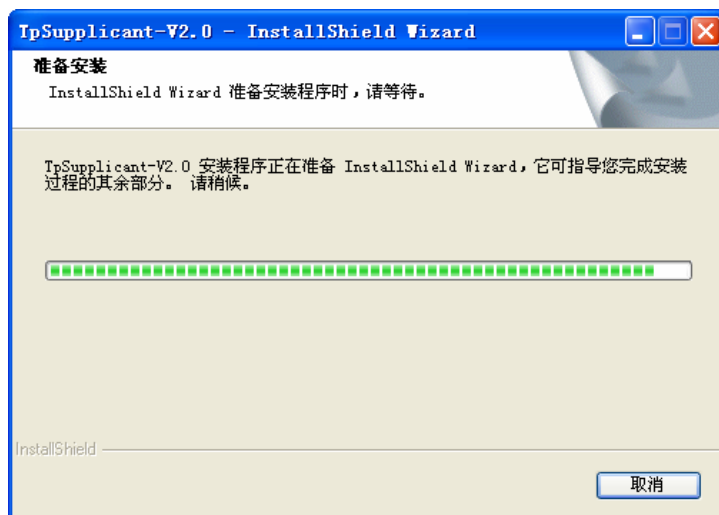 TpSupplicant-V2.0 - InstallShield Wizard
准备安装
InstallShield Wizard 准备安装程序时，请等待。
TpSupplicant-V2.0 安装程序正在准备 InstallShield Wizard，它可指导您完成安装
过程的其余部分。 请稍候。
InstallShield
取消